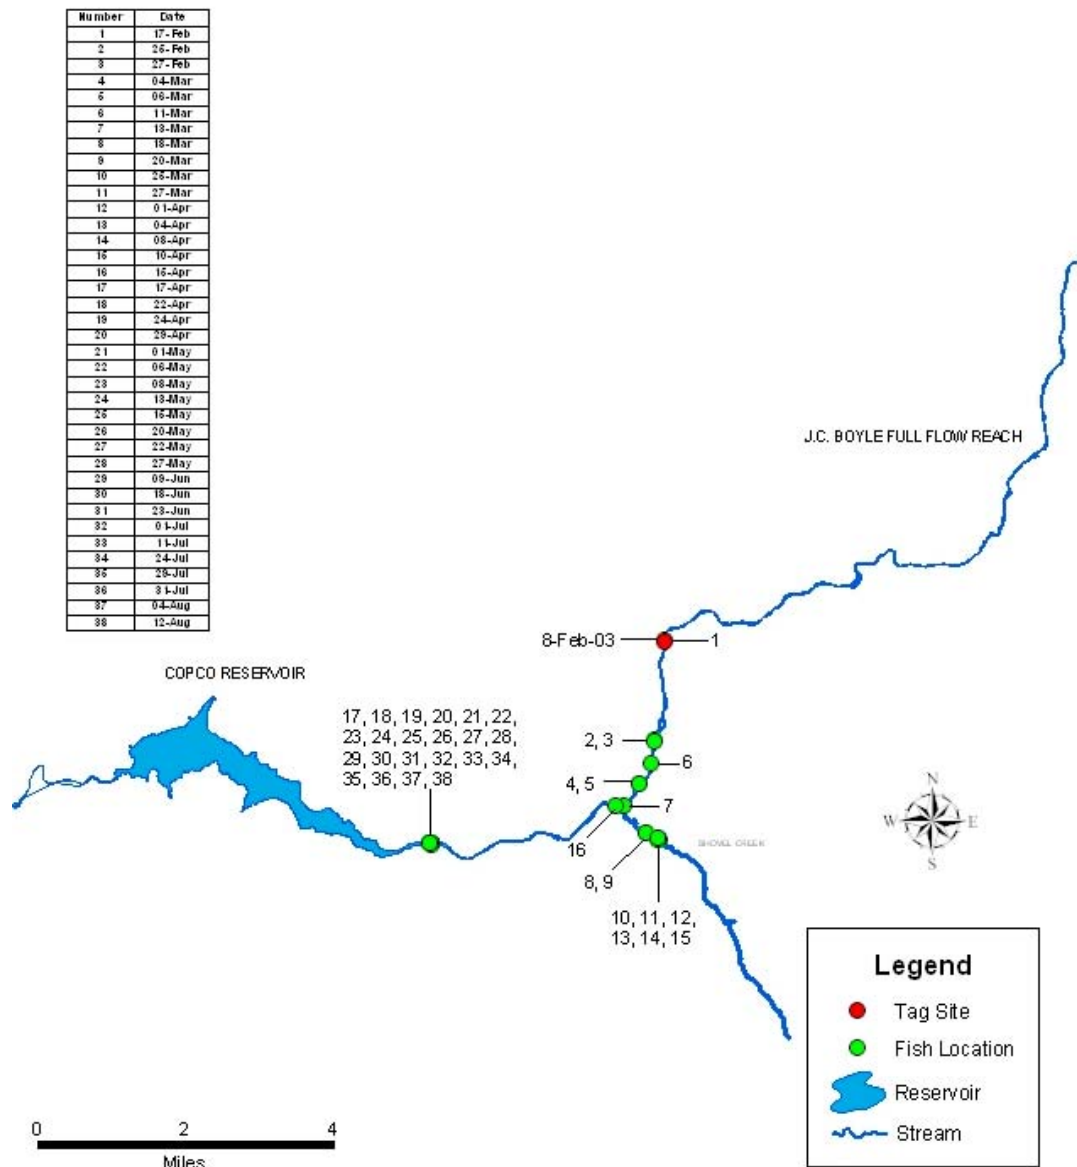 Number Date
1 17-Feb
2 25-Feb
3 27-Feb
4 04-Mar
5 06-Mar
6 11-Mar
7 13-Mar
8 18-Mar
9 20-Mar
10 25-Mar
11 27-Mar
12 01-Apr
13 04-Apr
14 08-Apr
15 10-Apr
16 15-Apr
17 17-Apr
18 22-Apr
19 24-Apr
20 29-Apr
21 01-May
22 06-May
23 08-May
24 13-May
25 15-May
26 20-May
27 22-May
28 27-May
29 09-Jun
30 18-Jun
31 23-Jun
32 01-Jul
33 11-Jul
34 24-Jul
35 29-Jul
36 31-Jul
37 04-Aug
38 12-Aug
J.C. BOYLE FULL FLOW REACH
8-Feb-03
1
COPCO RESERVOIR
17, 18, 19, 20, 21, 22,
23, 24, 25, 26, 27, 28,
29, 30, 31, 32, 33, 34,
35, 36, 37, 38
2, 3
6
4, 5
7
16
SHOVEL CREEK
8, 9
10, 11, 12,
13, 14, 15
N
W E
S
Legend
Tag Site
Fish Location
Reservoir
Stream
0 2 4
Miles